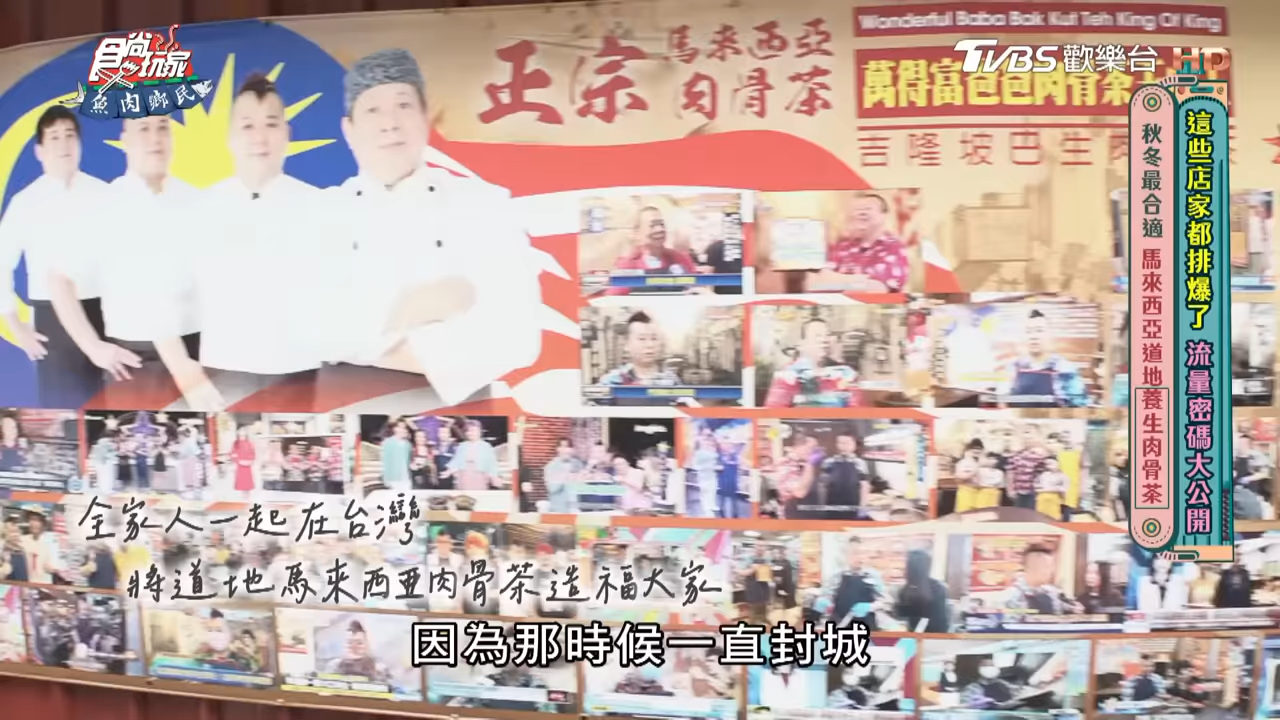 食尚玩家
魚肉鄉民
正宗
馬來西亞
肉骨茶
Wonderful Baba Bak Kut Teh King Of King
TVBS歡樂台
HD
萬得富爸爸肉骨茶
吉隆坡巴生肉
這些店家都排爆了 流量密碼大公開
秋冬最合適 馬來西亞道地養生肉骨茶
全家人一起在台灣
將道地馬來西亞肉骨茶造福大家
因為那時候一直封城